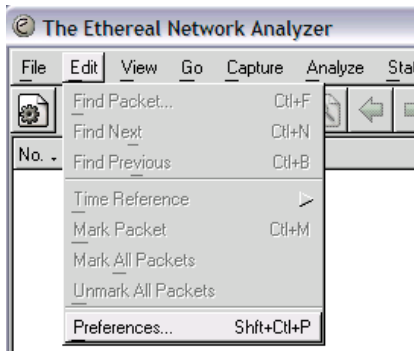 The Ethereal Network Analyzer
File Edit View Go Capture Analyze Stat
Find Packet... Ctl+F
Find Next Ctl+N
No. Find Previous Ctl+B
Time Reference
Mark Packet Ctl+M
Mark All Packets
Unmark All Packets
Preferences... Shft+Ctl+P